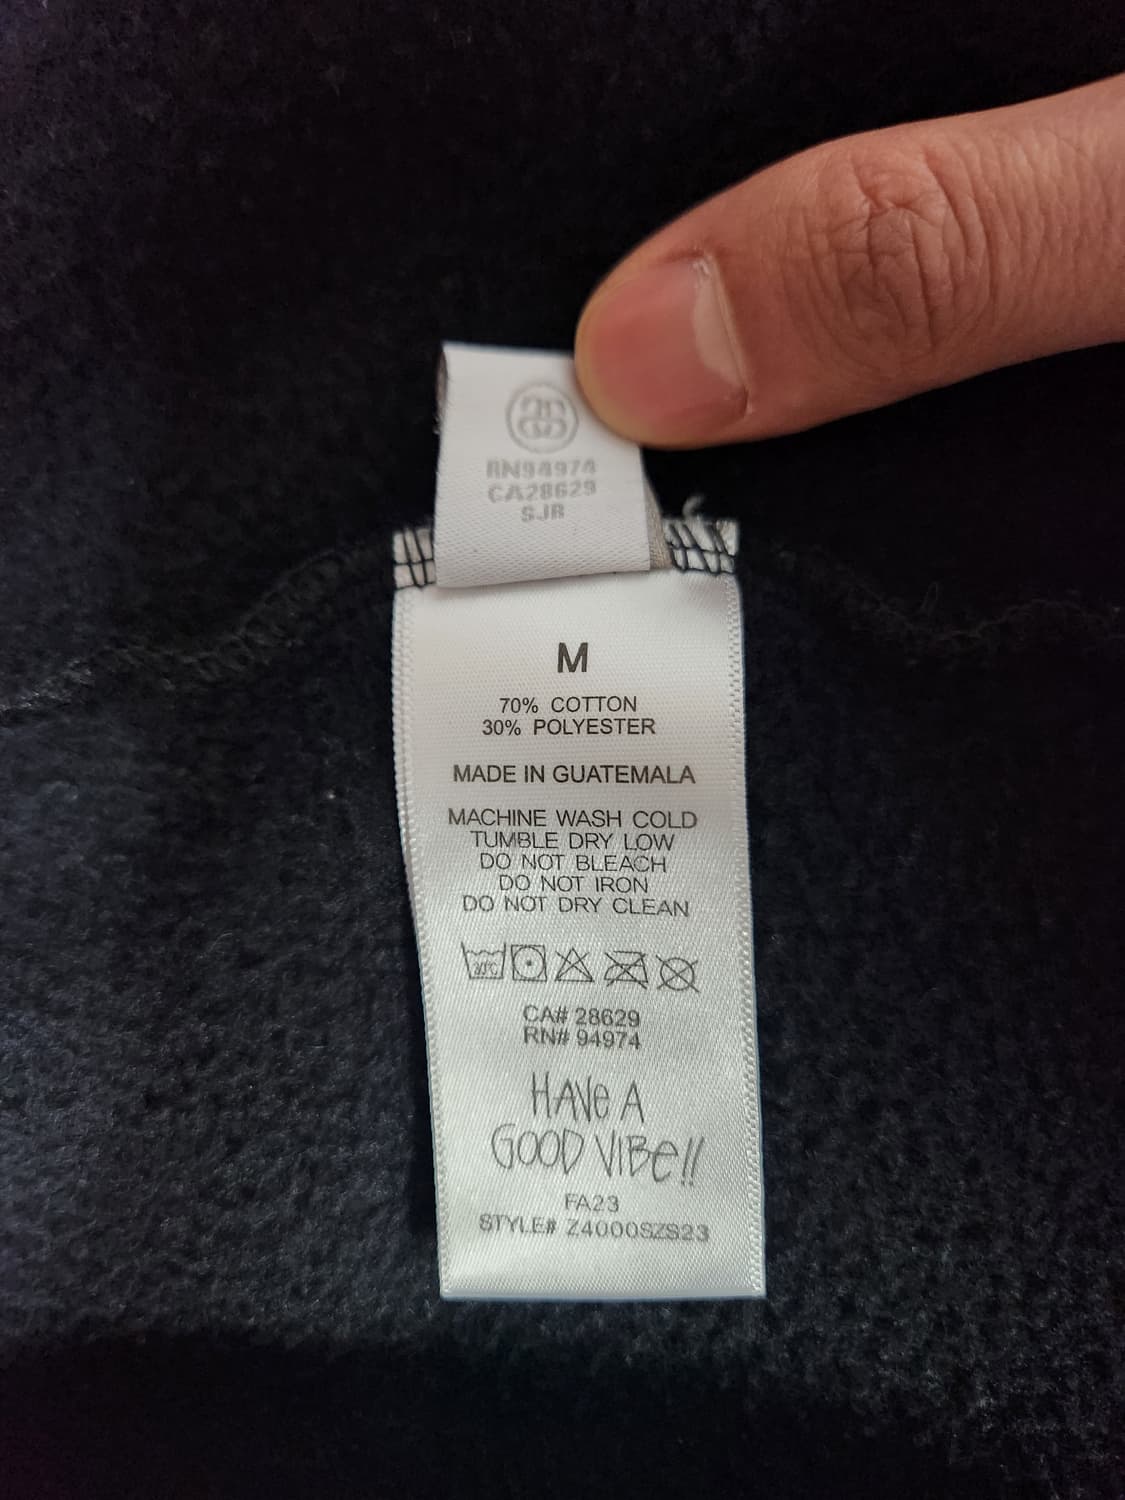 RN94974
CA28629
SJR
M
70% COTTON
30% POLYESTER
MADE IN GUATEMALA
MACHINE WASH COLD
TUMBLE DRY LOW
DO NOT BLEACH
DO NOT IRON
DO NOT DRY CLEAN
30°C
CA# 28629
RN# 94974
HAVE A
GOOD VIBE!!
FA23
STYLE# Z4000SZS23